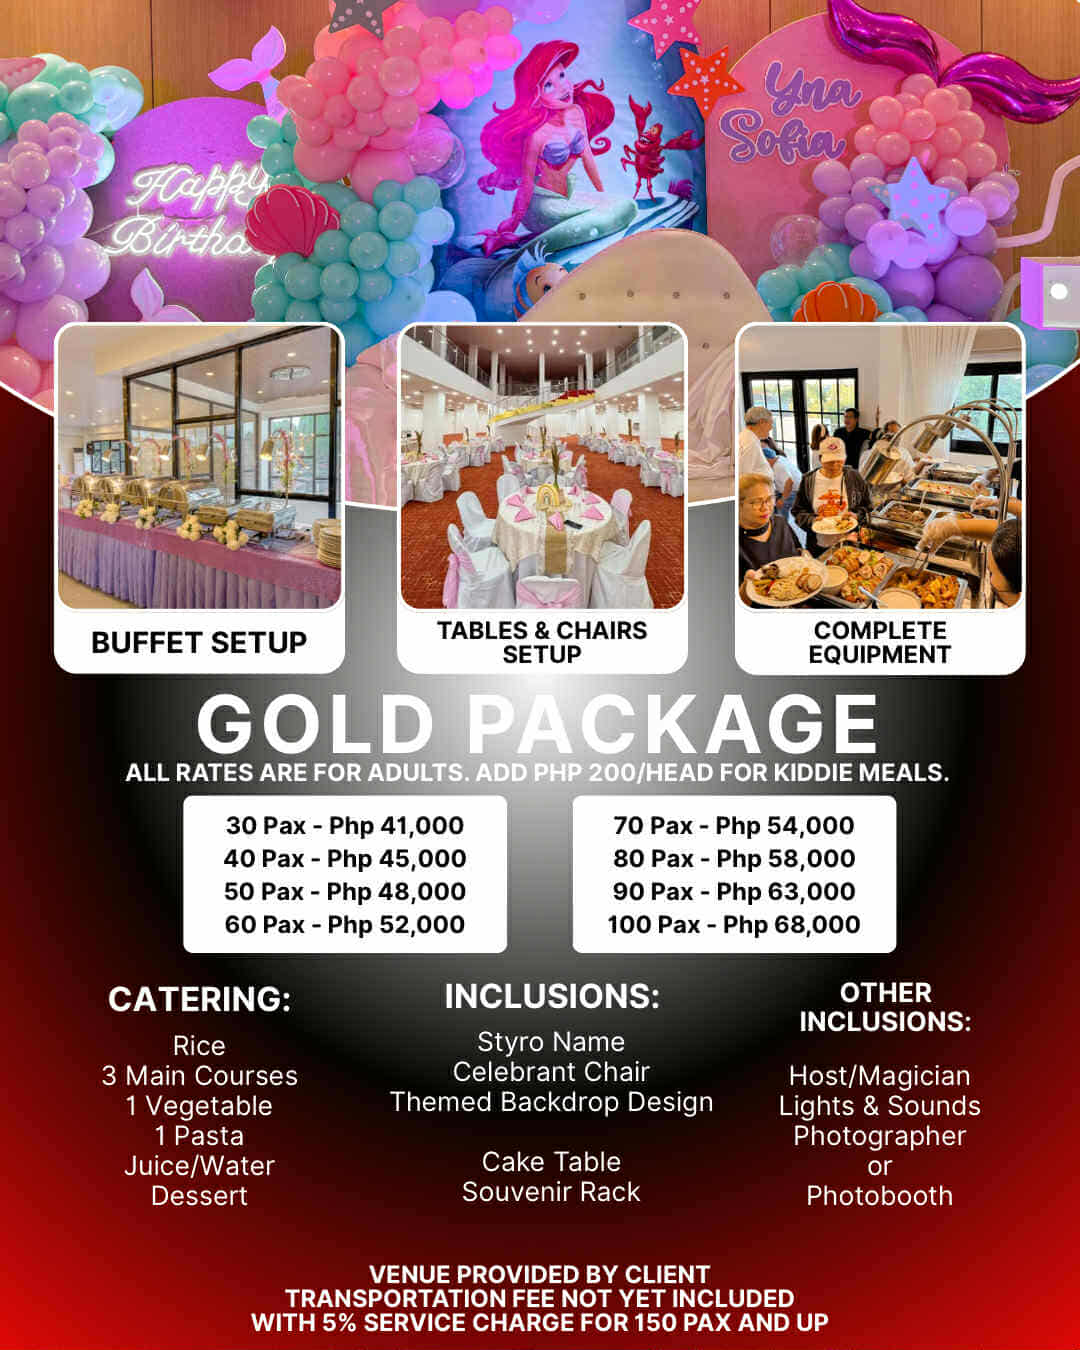 Happy
Yna
Sofia
BUFFET SETUP
TABLES & CHAIRS
SETUP
COMPLETE
EQUIPMENT
GOLD PACKAGE
ALL RATES ARE FOR ADULTS. ADD PHP 200/HEAD FOR KIDDIE MEALS.
30 Pax - Php 41,000
40 Pax - Php 45,000
50 Pax - Php 48,000
60 Pax - Php 52,000
70 Pax - Php 54,000
80 Pax - Php 58,000
90 Pax - Php 63,000
100 Pax - Php 68,000
CATERING:
Rice
3 Main Courses
1 Vegetable
1 Pasta
Juice/Water
Dessert
INCLUSIONS:
Styro Name
Celebrant Chair
Themed Backdrop Design
Cake Table
Souvenir Rack
OTHER
INCLUSIONS:
Host/Magician
Lights & Sounds
Photographer
or
Photobooth
VENUE PROVIDED BY CLIENT
TRANSPORTATION FEE NOT YET INCLUDED
WITH 5% SERVICE CHARGE FOR 150 PAX AND UP